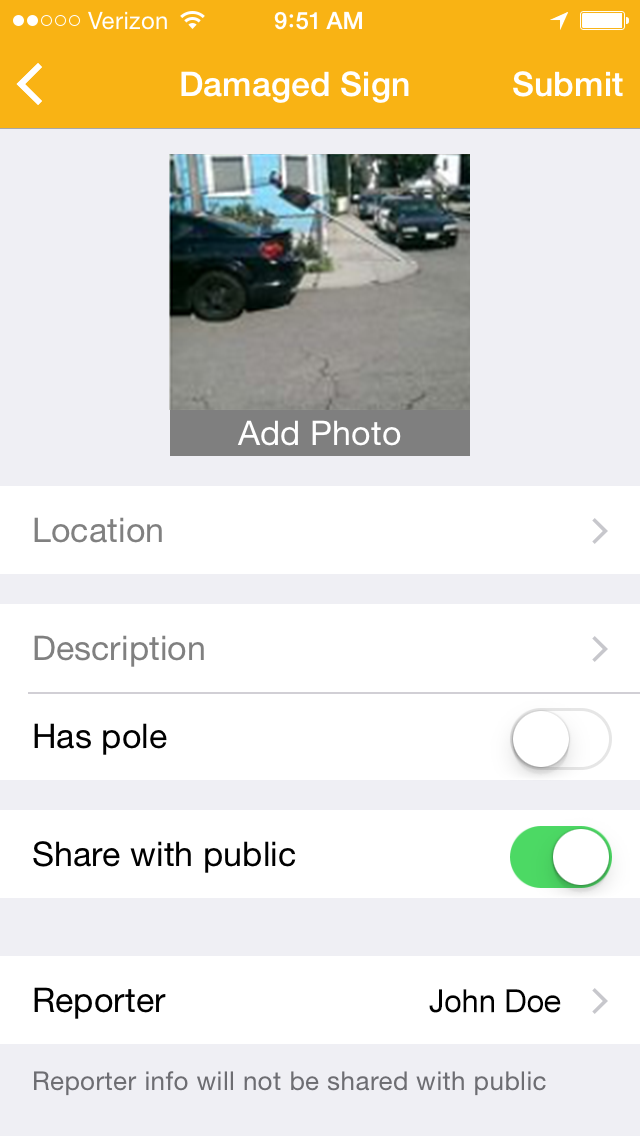 Verizon 9:51 AM
Damaged Sign Submit
Add Photo
Location
Description
Has pole
Share with public
Reporter John Doe
Reporter info will not be shared with public